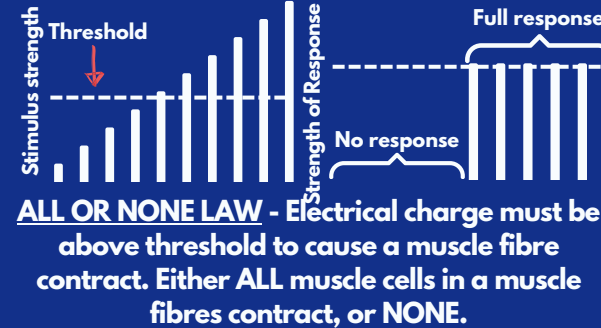 Stimulus strength
Threshold
Strength of Response
Full response
No response
ALL OR NONE LAW - Electrical charge must be
above threshold to cause a muscle fibre
contract. Either ALL muscle cells in a muscle
fibres contract, or NONE.